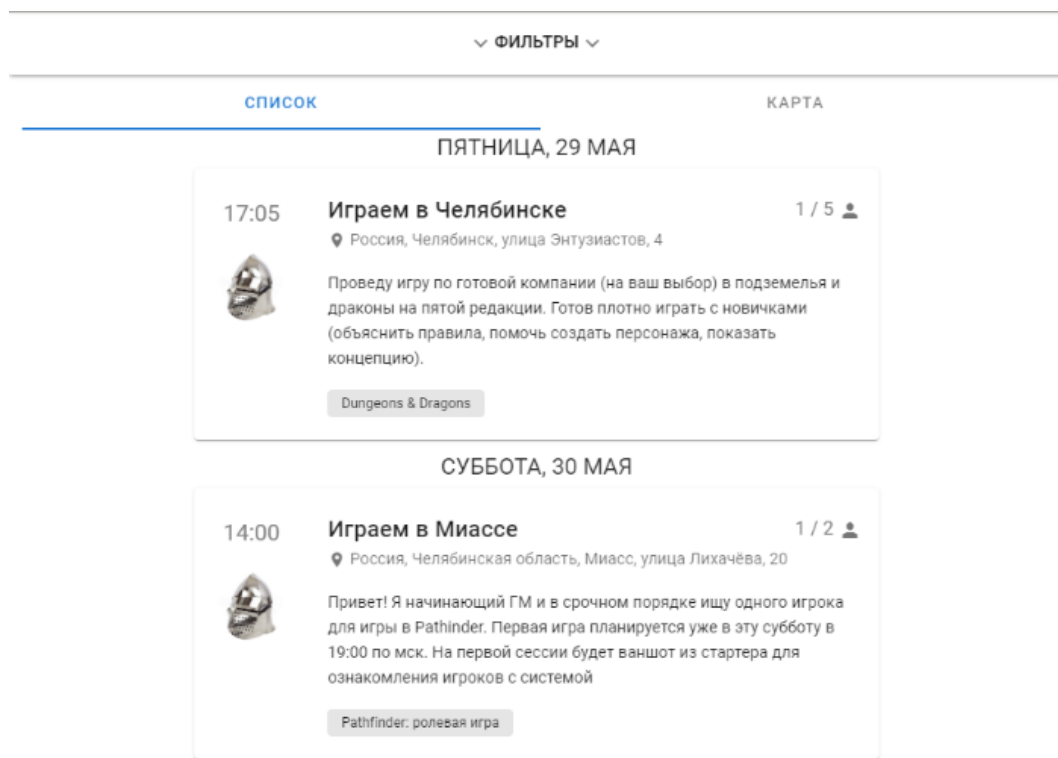 ФИЛЬТРЫ
СПИСОК
КАРТА
ПЯТНИЦА, 29 МАЯ
17:05
Играем в Челябинске
1 / 5
Россия, Челябинск, улица Энтузиастов, 4
Проведу игру по готовой компании (на ваш выбор) в подземелья и
драконы на пятой редакции. Готов плотно играть с новичками
(объяснить правила, помочь создать персонажа, показать
концепцию).
Dungeons & Dragons
СУББОТА, 30 МАЯ
14:00
Играем в Миассе
1 / 2
Россия, Челябинская область, Миасс, улица Лихачёва, 20
Привет! Я начинающий ГМ и в срочном порядке ищу одного игрока
для игры в Pathinder. Первая игра планируется уже в эту субботу в
19:00 по мск. На первой сессии будет ваншот из стартера для
ознакомления игроков с системой
Pathfinder: ролевая игра